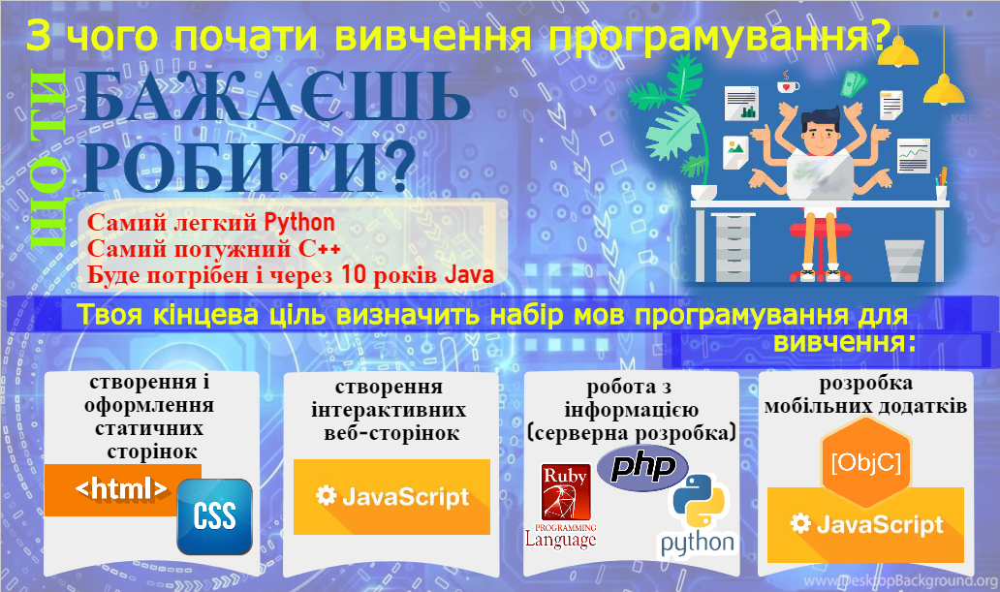 З чого почати вивчення програмування?
ЩО ТИ
БАЖАЄШЬ
РОБИТИ?
Самий легкий Python
Самий потужний C++
Буде потрібен і через 10 років Java
Твоя кінцева ціль визначить набір мов програмування для
вивчення:
створення і
оформлення
статичних
сторінок
<html>
CSS
створення
інтерактивних
веб-сторінок
JavaScript
робота з
інформацією
(серверна розробка)
php
Ruby
PROGRAMMING
Language
python
розробка
мобільних додатків
[ObjC]
JavaScript
www.DesktopBackground.org